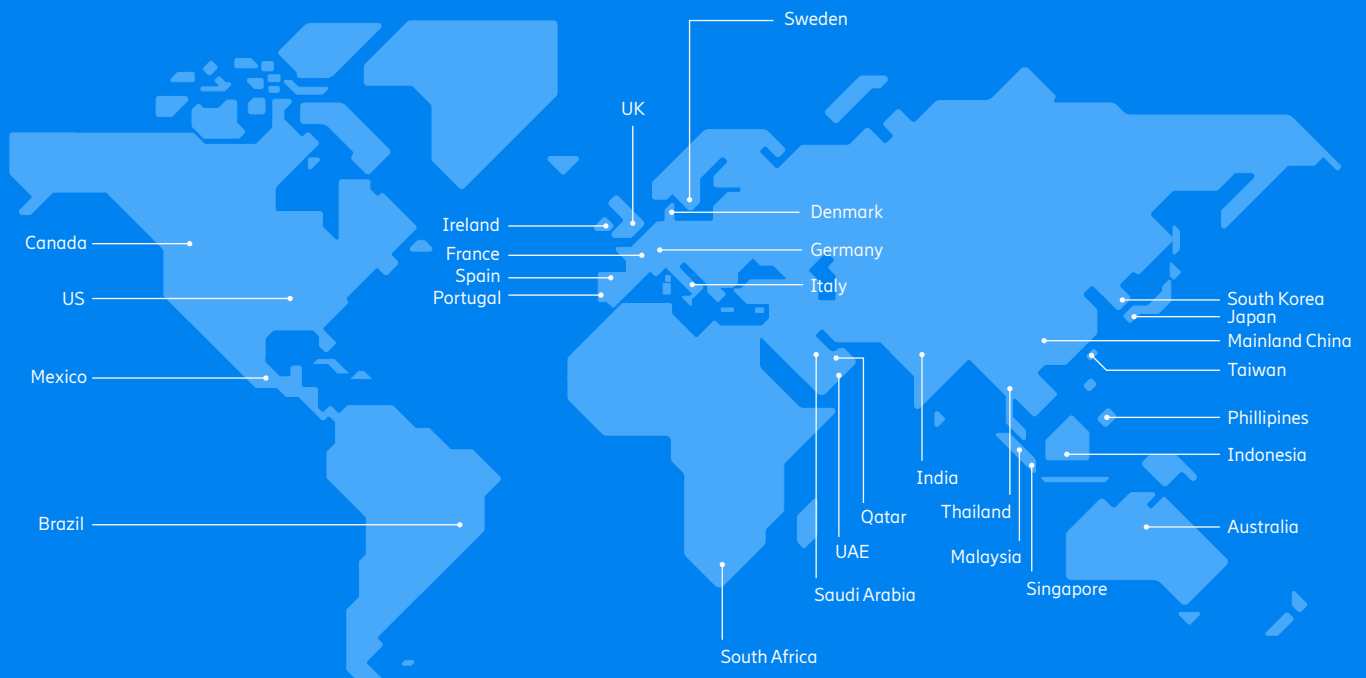 Sweden
UK
Ireland
France
Spain
Portugal
Denmark
Germany
Italy
Canada
US
Mexico
Brazil
South Korea
Japan
Mainland China
Taiwan
Phillipines
Indonesia
Australia
India
Thailand
Malaysia
Singapore
Qatar
UAE
Saudi Arabia
South Africa